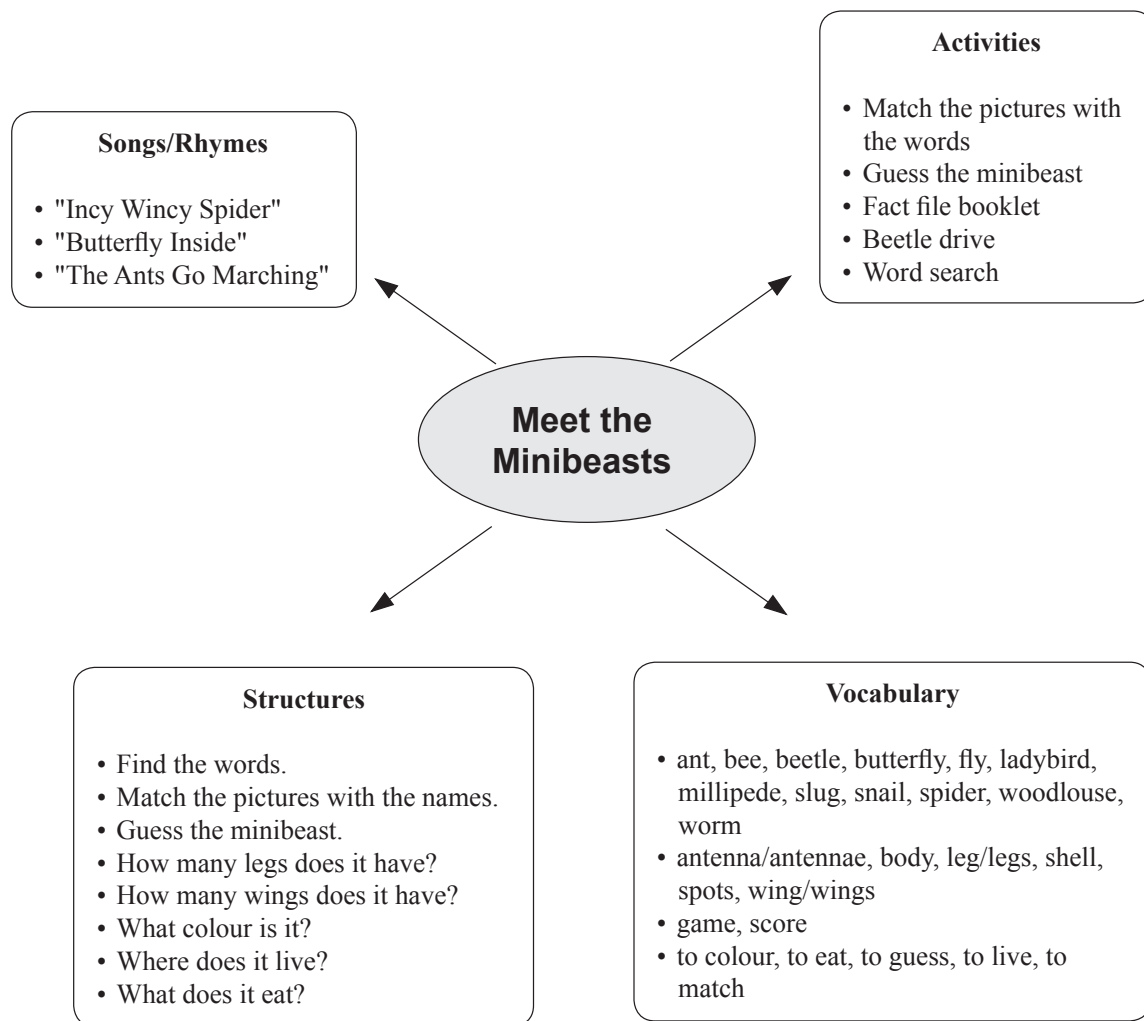 Activities
• Match the pictures with
the words
• Guess the minibeast
• Fact file booklet
• Beetle drive
• Word search
Songs/Rhymes
• "Incy Wincy Spider"
• "Butterfly Inside"
• "The Ants Go Marching"
Meet the
Minibeasts
Structures
• Find the words.
• Match the pictures with the names.
• Guess the minibeast.
• How many legs does it have?
• How many wings does it have?
• What colour is it?
• Where does it live?
• What does it eat?
Vocabulary
• ant, bee, beetle, butterfly, fly, ladybird,
millipede, slug, snail, spider, woodlouse,
worm
• antenna/antennae, body, leg/legs, shell,
spots, wing/wings
• game, score
• to colour, to eat, to guess, to live, to
match